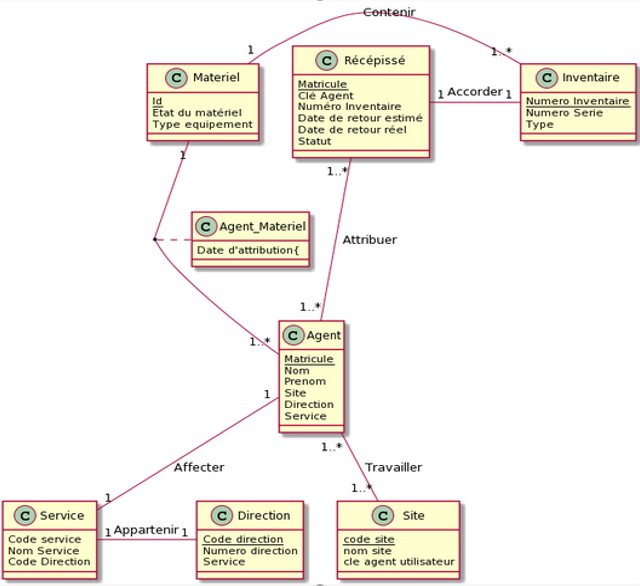 Contenir
1
1..*
C Materiel
Id
Etat du matériel
Type equipement
C Récépissé
Matricule
Clé Agent
Numéro Inventaire
Date de retour estimé
Date de retour réel
Statut
1 Accorder 1
C Inventaire
Numero Inventaire
Numero Serie
Type
1
1..*
C Agent_Materiel
Date d'attribution{
Attribuer
1..*
1..*
C Agent
Matricule
Nom
Prenom
Site
Direction
Service
1
1..*
Affecter
Travailler
1
1..*
C Service
Code service
Nom Service
Code Direction
1 Appartenir 1
C Direction
Code direction
Numero direction
Service
C Site
code site
nom site
cle agent utilisateur